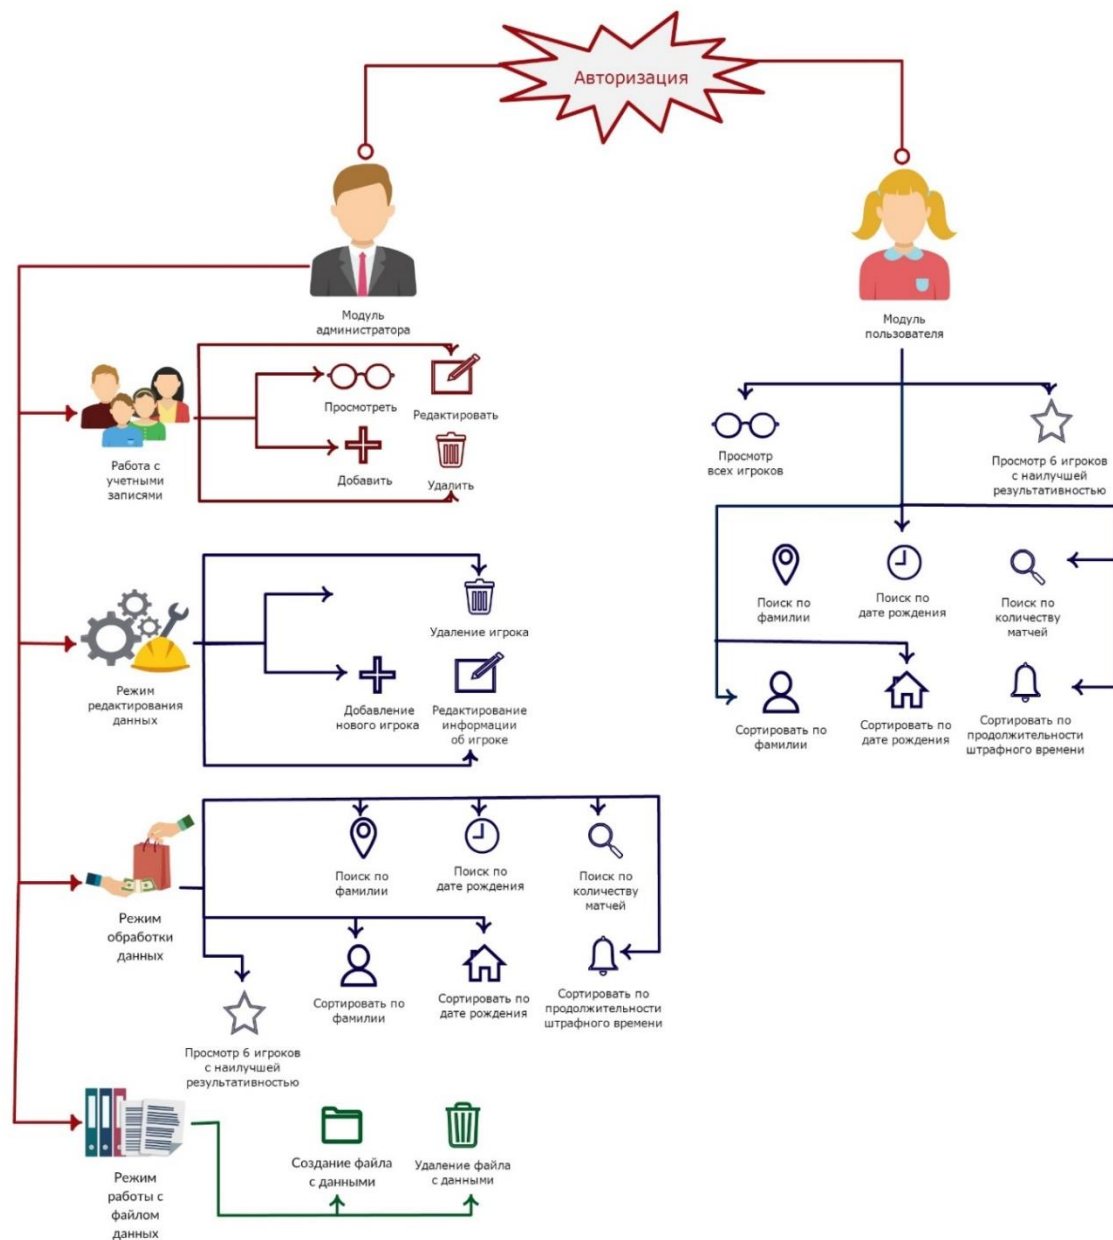 Авторизация
Модуль
администратора
Модуль
пользователя
Просмотреть
Редактировать
Добавить
Удалить
Работа с
учетными
записями
Просмотр
всех игроков
Просмотр 6 игроков
с наилучшей
результативностью
Поиск по
фамилии
Поиск по
дате рождения
Поиск по
количеству
матчей
Сортировать по
фамилии
Сортировать по
дате рождения
Сортировать по
продолжительности
штрафного времени
Удаление игрока
Режим
редактирования
данных
Добавление
нового игрока
Редактирование
информации
об игроке
Поиск по
фамилии
Поиск по
дате рождения
Поиск по
количеству
матчей
Режим
обработки
данных
Сортировать по
фамилии
Сортировать по
дате рождения
Сортировать по
продолжительности
штрафного времени
Просмотр 6 игроков
с наилучшей
результативностью
Режим
работы с
файлом
данных
Создание файла
с данными
Удаление файла
с данными